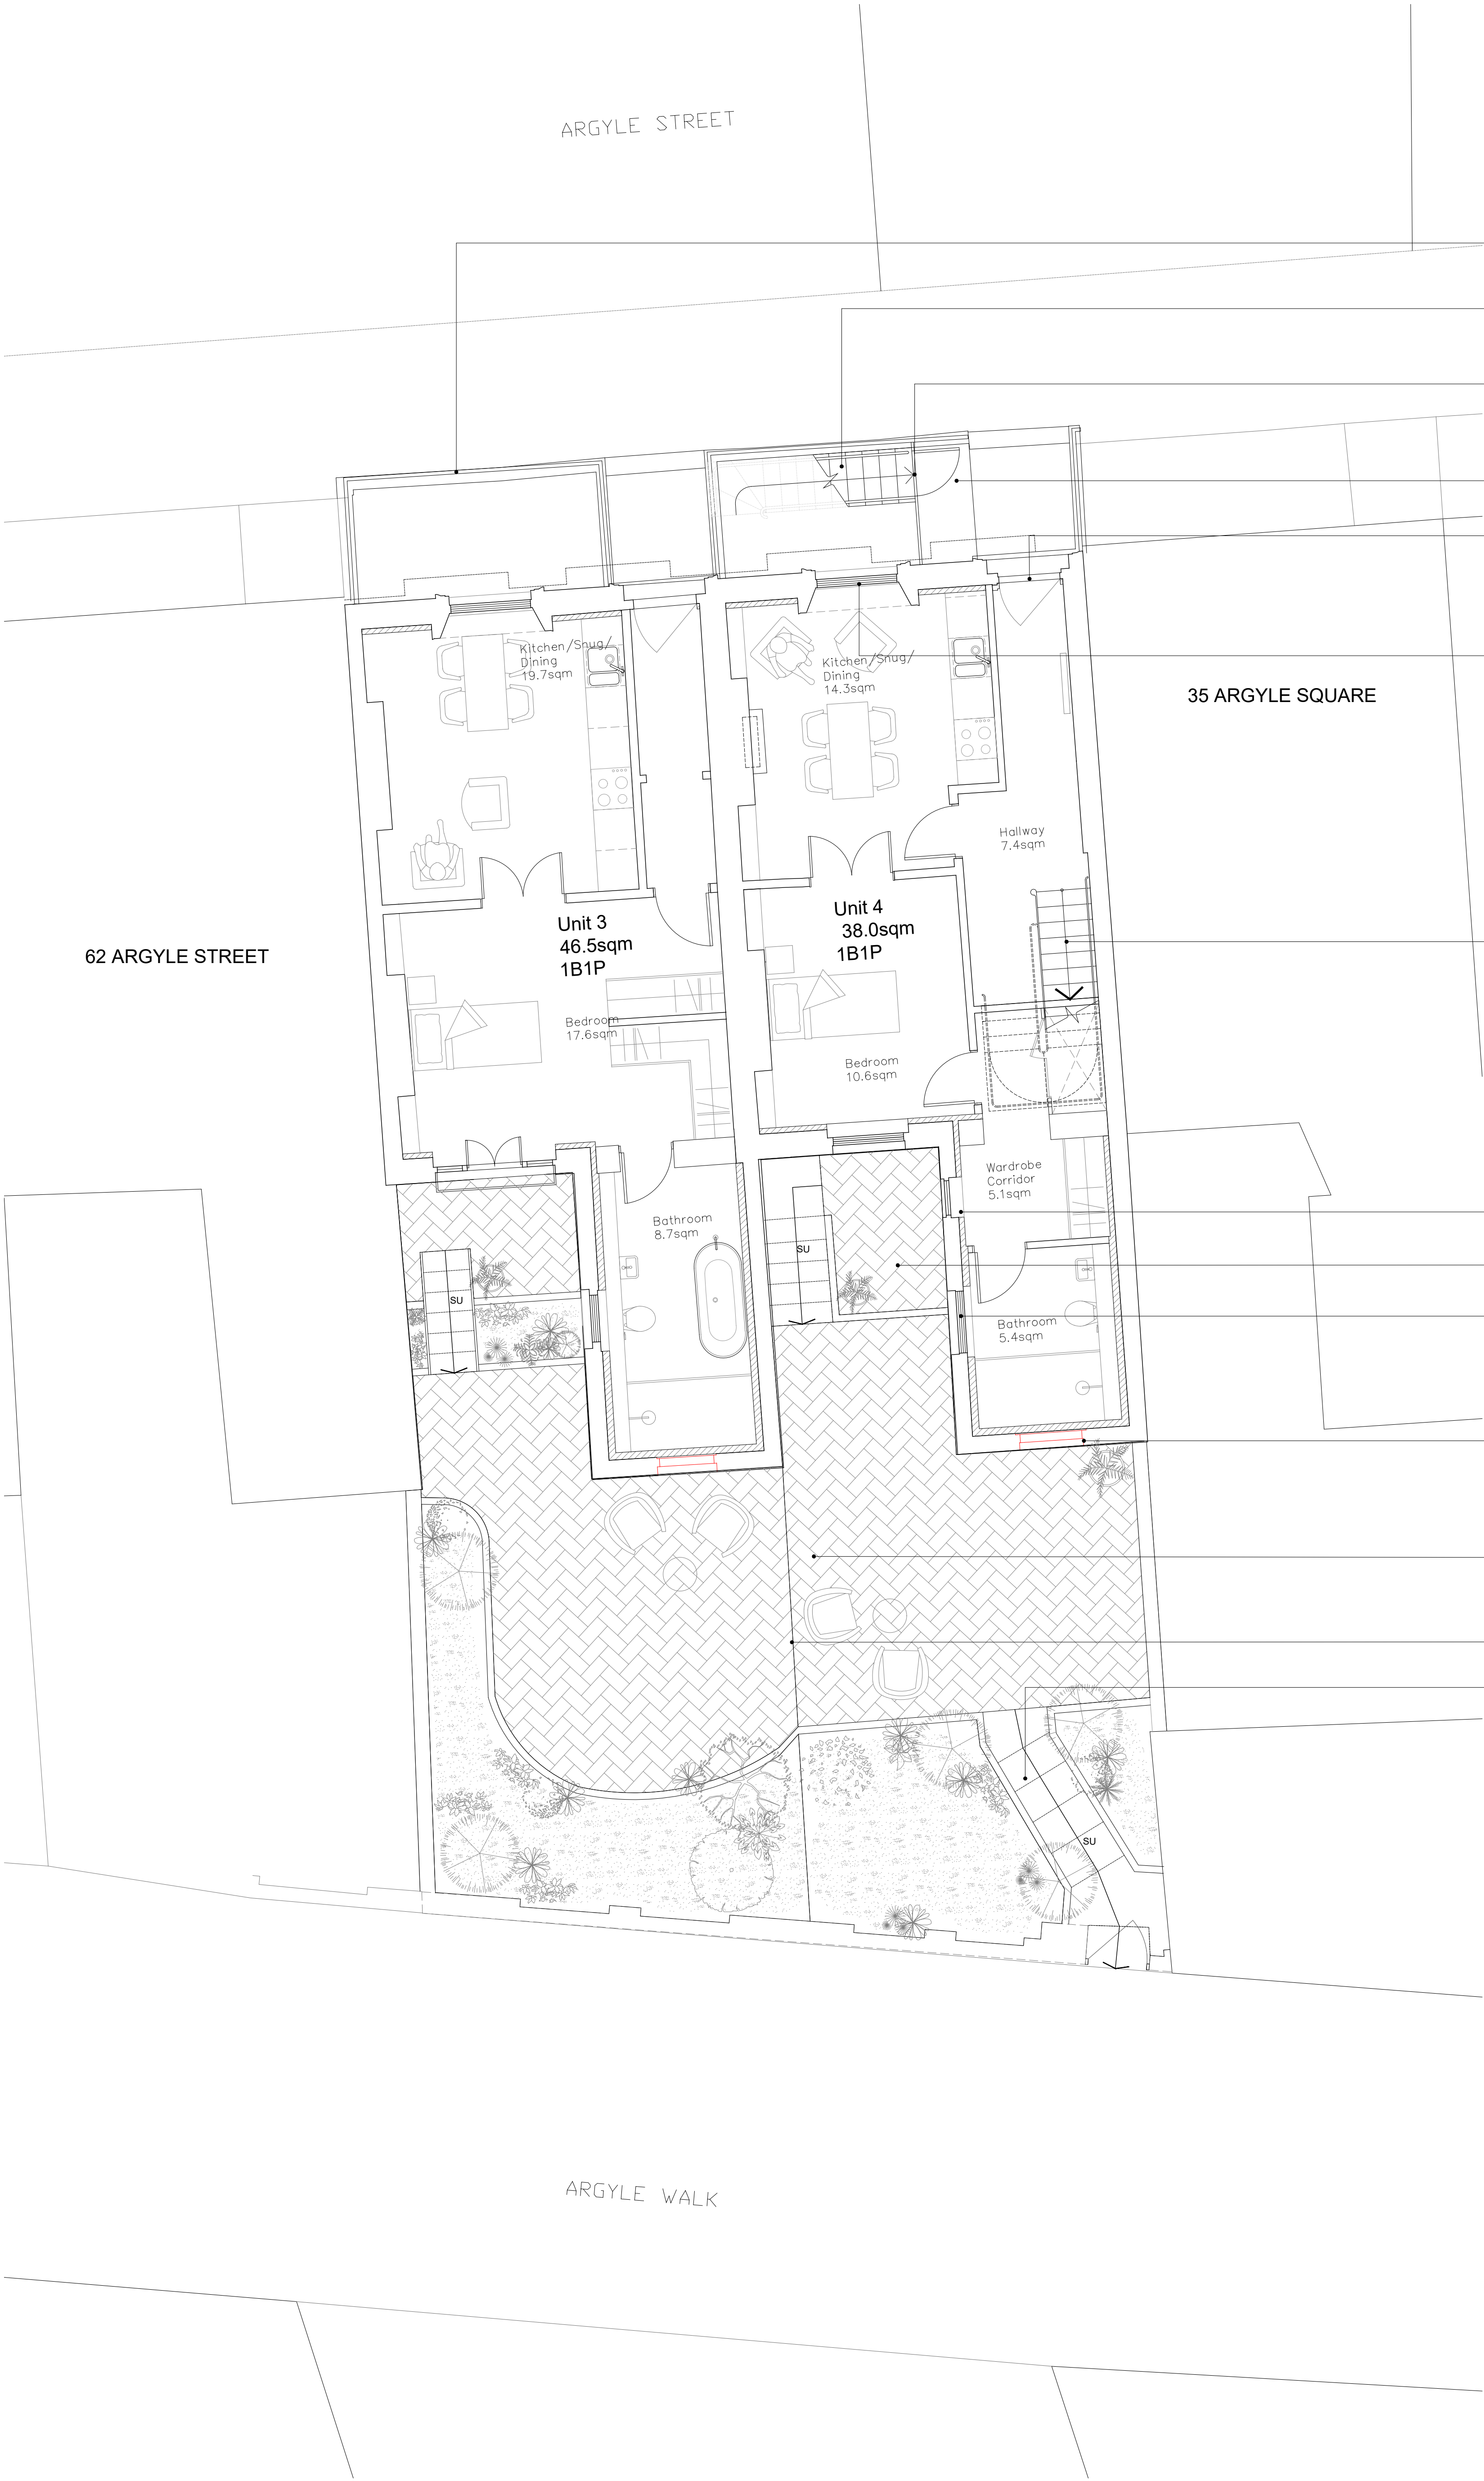 ARGYLE STREET
Kitchen/Snug/
Dining
19.7sqm
Kitchen/Snug/
Dining
14.3sqm
35 ARGYLE SQUARE
Hallway
7.4sqm
Unit 3
46.5sqm
1B1P
Unit 4
38.0sqm
1B1P
62 ARGYLE STREET
Bedroom
17.6sqm
Bedroom
10.6sqm
Wardrobe
Corridor
5.1sqm
Bathroom
8.7sqm
SU
SU
Bathroom
5.4sqm
SU
ARGYLE WALK